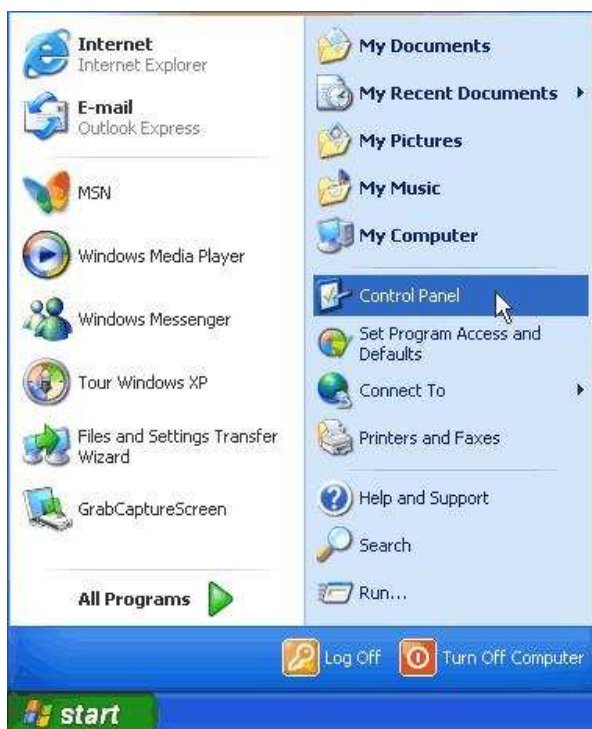 Internet
Internet Explorer
E-mail
Outlook Express
MSN
Windows Media Player
Windows Messenger
Tour Windows XP
Files and Settings Transfer
Wizard
GrabCaptureScreen
All Programs
My Documents
My Recent Documents
My Pictures
My Music
My Computer
Control Panel
Set Program Access and
Defaults
Connect To
Printers and Faxes
Help and Support
Search
Run...
Log Off
Turn Off Computer
start